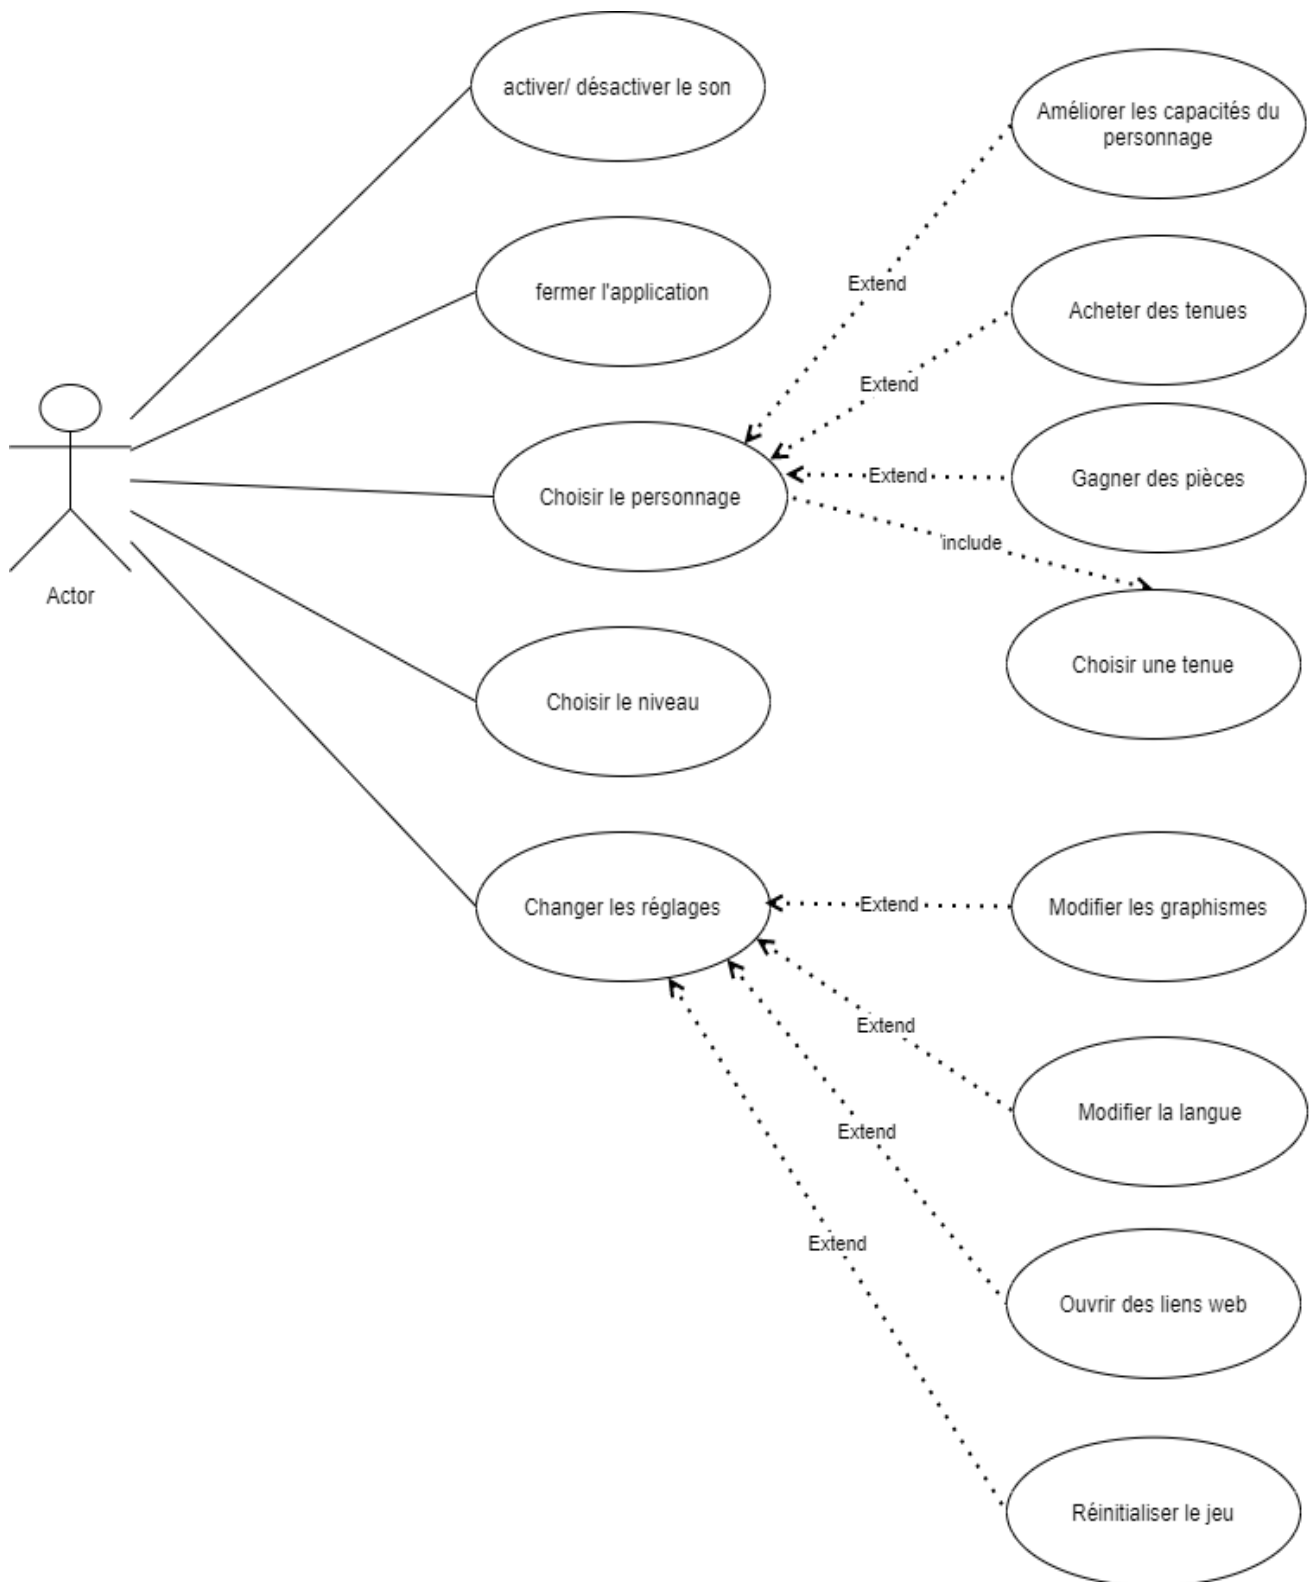 activer/ désactiver le son
Améliorer les capacités du
personnage
fermer l'application
Extend
Acheter des tenues
Extend
Choisir le personnage
Extend
Gagner des pièces
include
Actor
Choisir une tenue
Choisir le niveau
Changer les réglages
Extend
Modifier les graphismes
Extend
Modifier la langue
Extend
Extend
Ouvrir des liens web
Réinitialiser le jeu